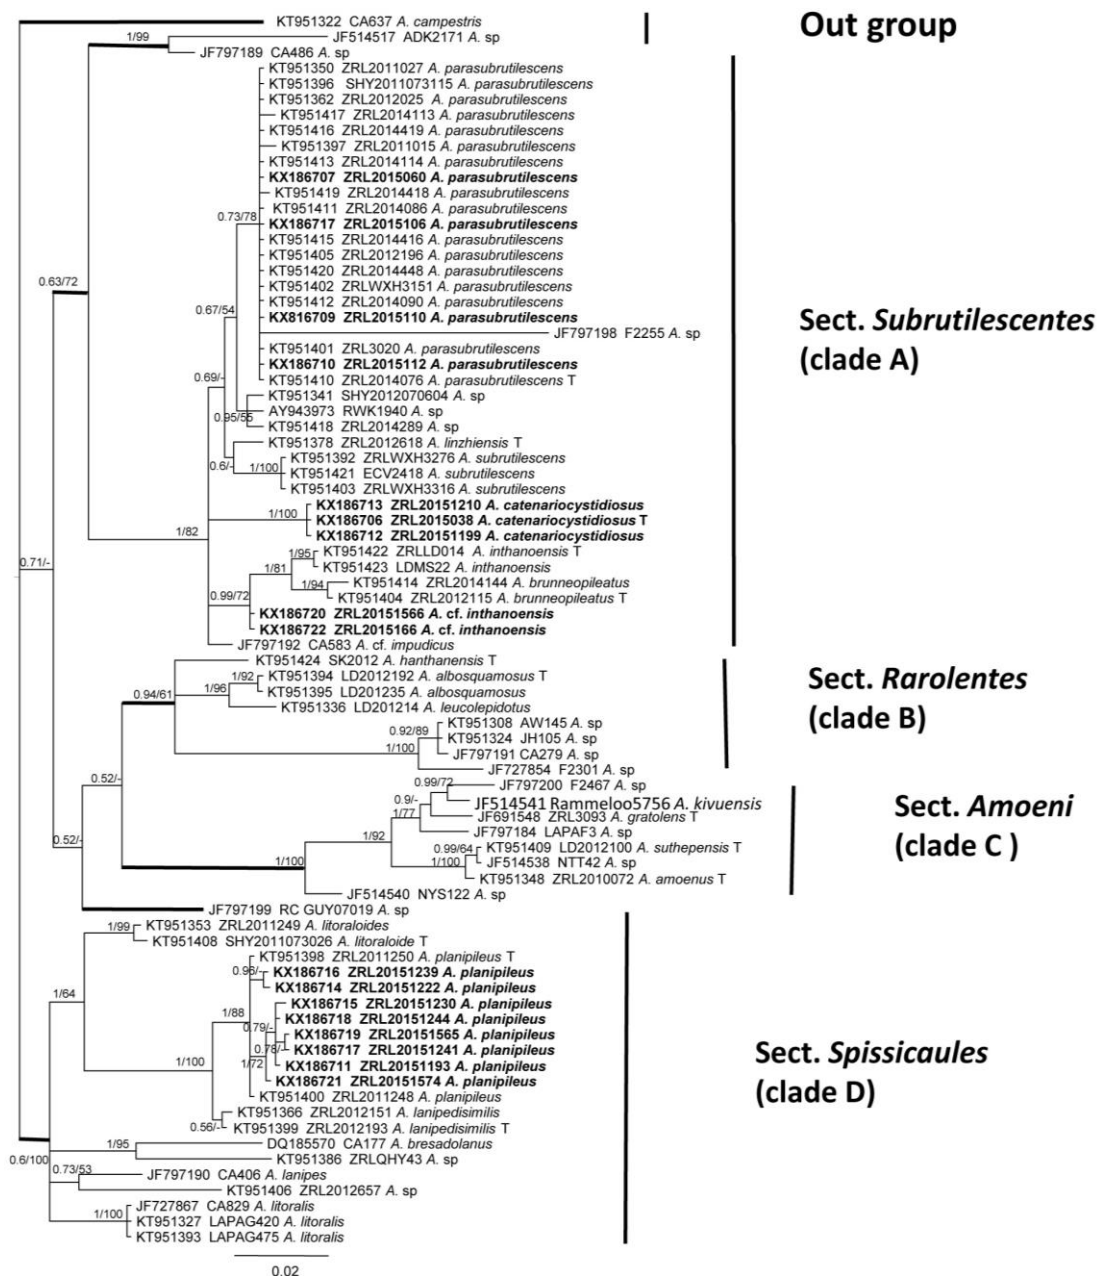 KT951322 CA637 A. campestris
Out group
1/99
JF514517 ADK2171 A. sp
JF797189 CA486 A. sp
KT951350 ZRL2011027 A. parasubrutilescens
KT951396 SHY2011073115 A. parasubrutilescens
KT951362 ZRL2012025 A. parasubrutilescens
KT951417 ZRL2014113 A. parasubrutilescens
KT951416 ZRL2014419 A. parasubrutilescens
KT951397 ZRL2011015 A. parasubrutilescens
KT951413 ZRL2014114 A. parasubrutilescens
KX186707 ZRL2015060 A. parasubrutilescens
KT951419 ZRL2014418 A. parasubrutilescens
KT951411 ZRL2014086 A. parasubrutilescens
0.73/78
KX186717 ZRL2015106 A. parasubrutilescens
KT951415 ZRL2014416 A. parasubrutilescens
KT951405 ZRL2012196 A. parasubrutilescens
KT951420 ZRL2014448 A. parasubrutilescens
0.63/72
KT951402 ZRLWXH3151 A. parasubrutilescens
KT951412 ZRL2014090 A. parasubrutilescens
0.67/54
KX816709 ZRL2015110 A. parasubrutilescens
Sect. Subrutilescentes
(clade A)
JF797198 F2255 A. sp
KT951401 ZRL3020 A. parasubrutilescens
KX186710 ZRL2015112 A. parasubrutilescens
0.69/-
KT951410 ZRL2014076 A. parasubrutilescens T
KT951341 SHY2012070604 A. sp
AY943973 RWK1940 A. sp
0.95/55
KT951418 ZRL2014289 A. sp
KT951378 ZRL2012618 A. linzhiensis T
KT951392 ZRLWXH3276 A. subrutilescens
0.6/-
1/100
KT951421 ECV2418 A. subrutilescens
KT951403 ZRLWXH3316 A. subrutilescens
KX186713 ZRL20151210 A. catenariocystidiosus
1/100
KX186706 ZRL2015038 A. catenariocystidiosus T
1/82
KX186712 ZRL20151199 A. catenariocystidiosus
1/95
KT951422 ZRLLD014 A. inthanoensis T
0.71/-
1/81
KT951423 LDMS22 A. inthanoensis
1/94
KT951414 ZRL2014144 A. brunneopileatus
0.99/72
KT951404 ZRL2012115 A. brunneopileatus T
KX186720 ZRL20151566 A. cf. inthanoensis
KX186722 ZRL2015166 A. cf. inthanoensis
JF797192 CA583 A. cf. impudicus
KT951424 SK2012 A. hanthanensis T
1/92
KT951394 LD2012192 A. albosquamosus T
0.94/61
1/96
KT951395 LD201235 A. albosquamosus
KT951336 LD201214 A. leucolepidotus
Sect. Rarolentes
(clade B)
KT951308 AW145 A. sp
0.92/89
KT951324 JH105 A. sp
1/100
JF797191 CA279 A. sp
JF727854 F2301 A. sp
0.52/-
0.99/72
JF797200 F2467 A. sp
0.9/-
JF514541 Rammeloo5756 A. kivuensis
1/77
JF691548 ZRL3093 A. gratolens T
Sect. Amoeni
(clade C )
1/92
JF797184 LAPAF3 A. sp
0.52/-
0.99/64
KT951409 LD2012100 A. suthepensis T
1/100
1/100
JF514538 NTT42 A. sp
KT951348 ZRL2010072 A. amoenus T
JF514540 NYS122 A. sp
JF797199 RC GUY07019 A. sp
1/99
KT951353 ZRL2011249 A. litoraloides
KT951408 SHY2011073026 A. litoraloide T
KT951398 ZRL2011250 A. planipileus T
0.96/-
KX186716 ZRL20151239 A. planipileus
KX186714 ZRL20151222 A. planipileus
1/64
KX186715 ZRL20151230 A. planipileus
1/88
KX186718 ZRL20151244 A. planipileus
0.79/-
KX186719 ZRL20151565 A. planipileus
0.78/-
KX186717 ZRL20151241 A. planipileus
Sect. Spissicaules
(clade D)
1/100
1/72
KX186711 ZRL20151193 A. planipileus
KX186721 ZRL20151574 A. planipileus
KT951400 ZRL2011248 A. planipileus
KT951366 ZRL2012151 A. lanipedisimilis
0.56/-
KT951399 ZRL2012193 A. lanipedisimilis T
1/95
DQ185570 CA177 A. bresadolanus
0.6/100
KT951386 ZRLQHY43 A. sp
0.73/53
JF797190 CA406 A. lanipes
KT951406 ZRL2012657 A. sp
JF727867 CA829 A. litoralis
1/100
KT951327 LAPAG420 A. litoralis
KT951393 LAPAG475 A. litoralis
0.02